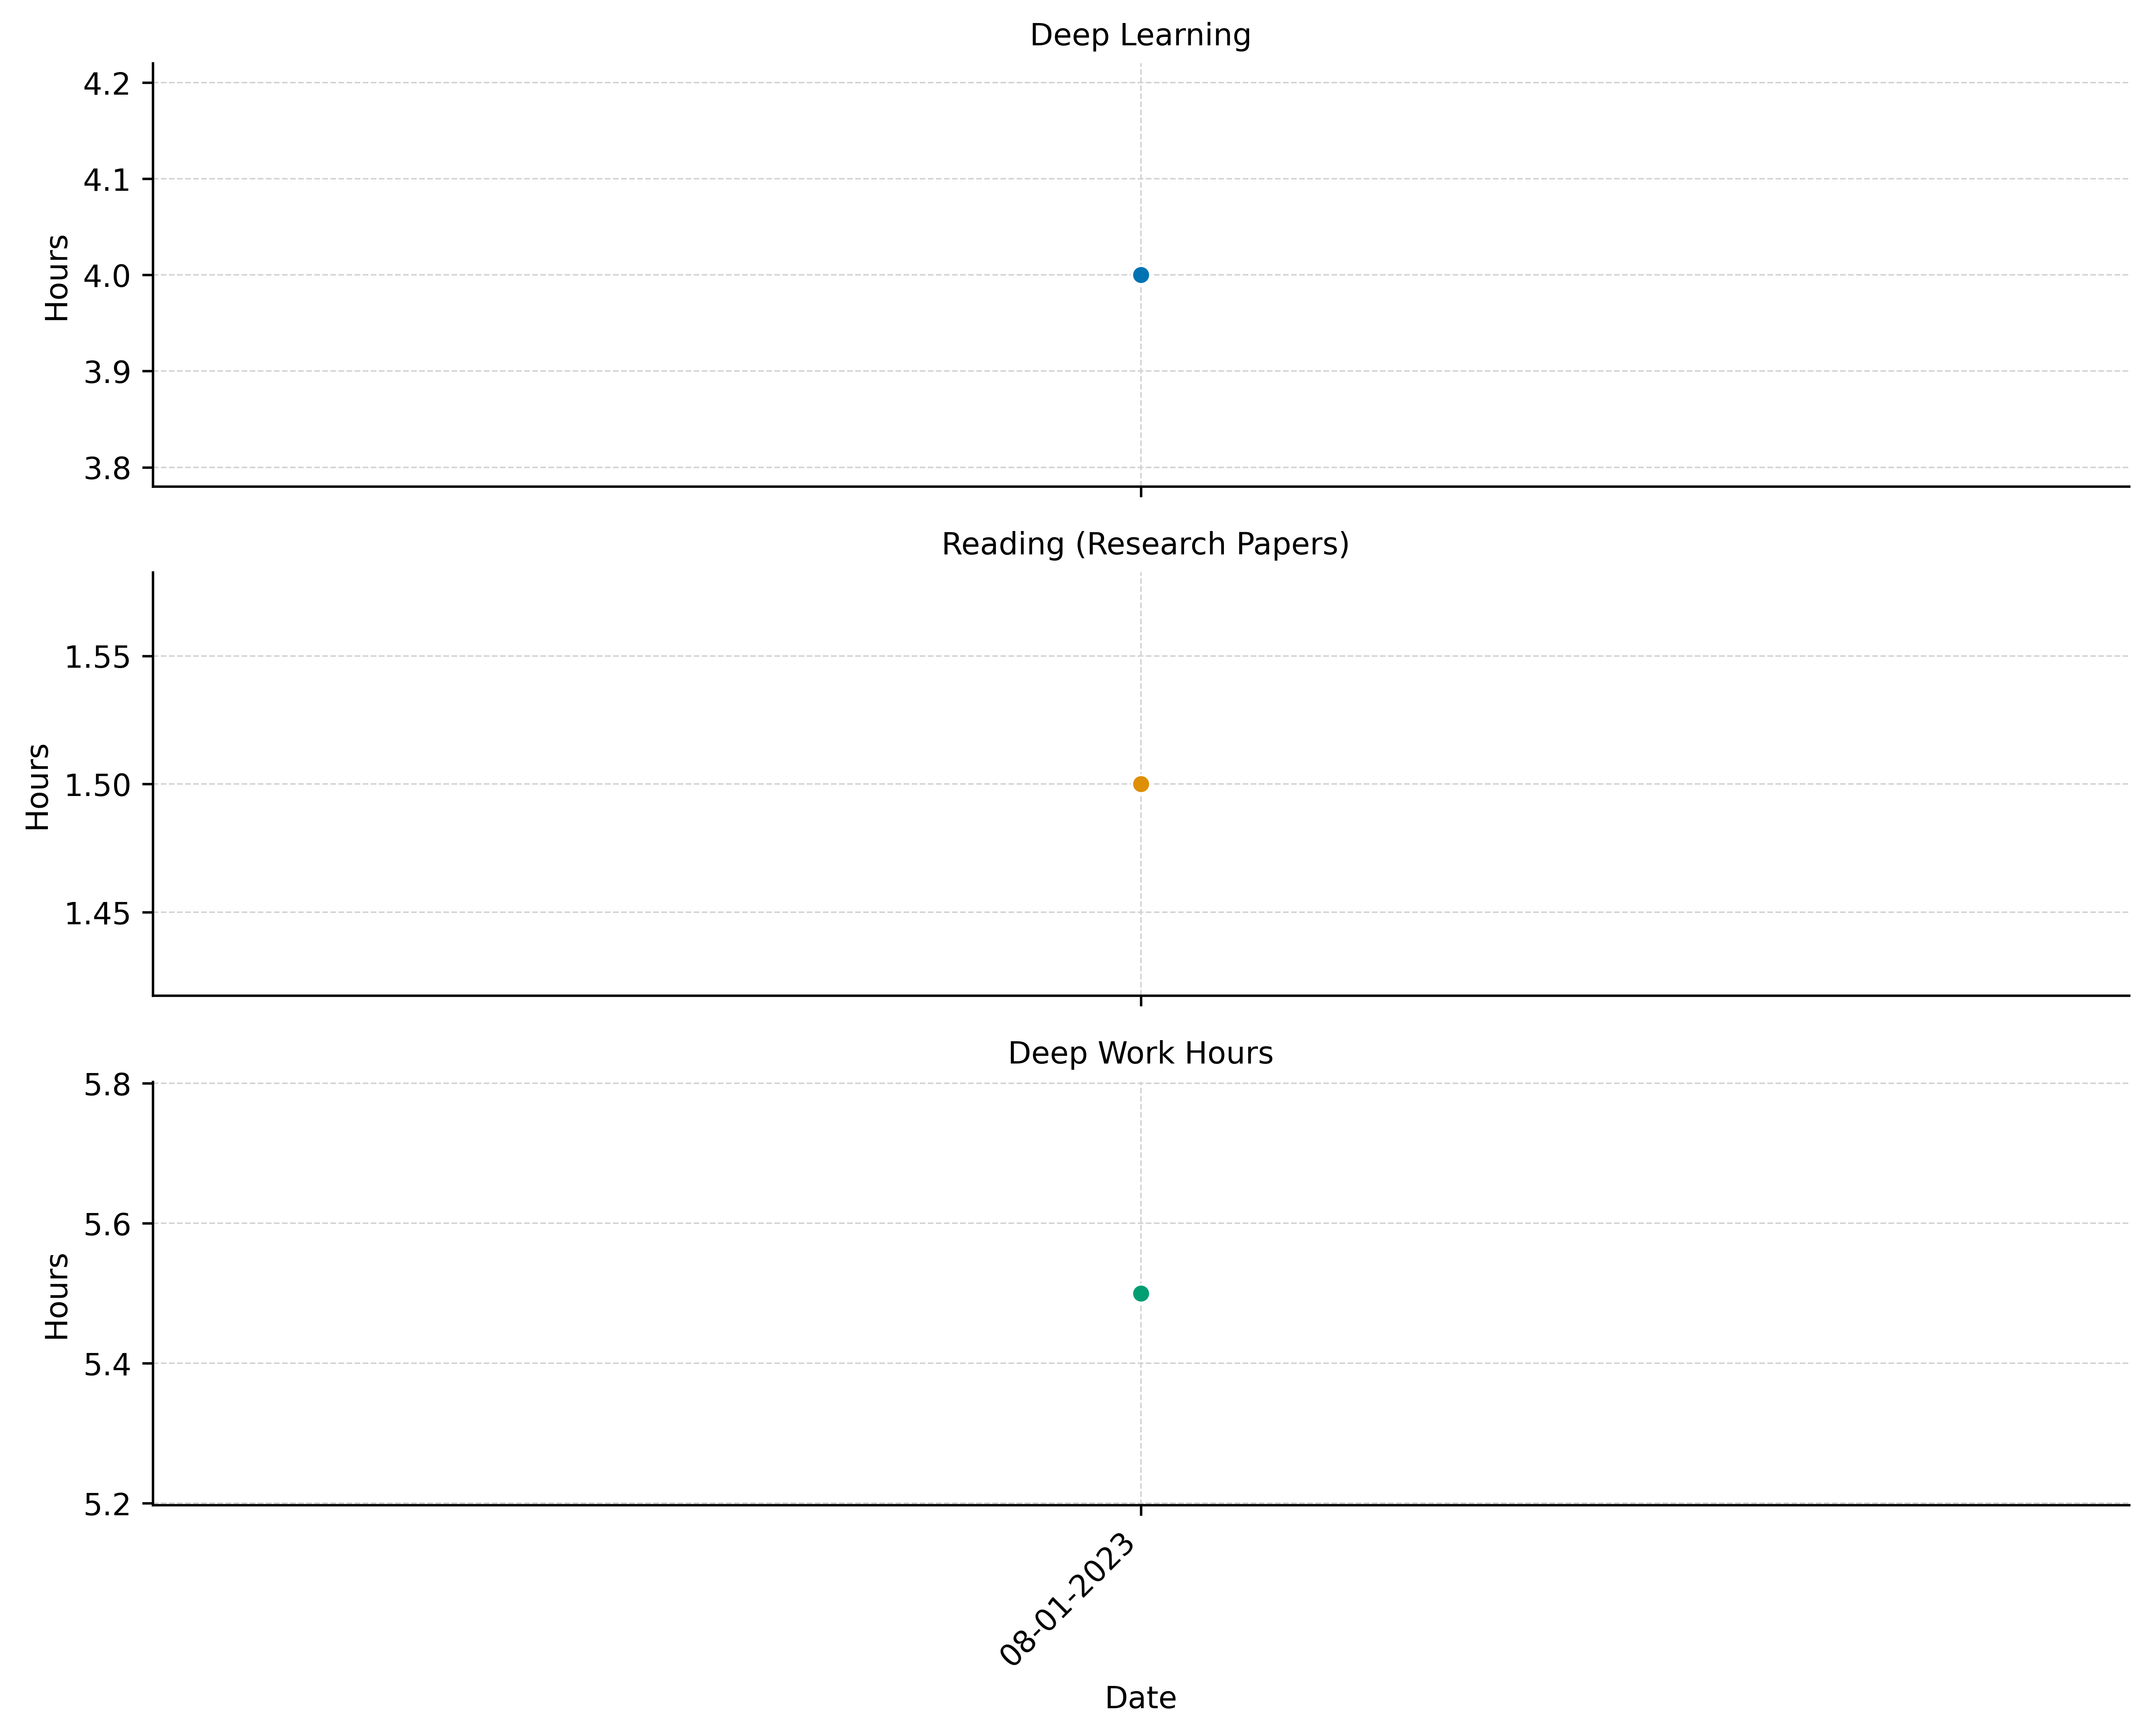 Deep Learning
4.2
4.1
4.0
3.9
3.8
Hours
Reading (Research Papers)
1.55
1.50
1.45
Hours
Deep Work Hours
5.8
5.6
5.4
5.2
Hours
08-01-2023
Date